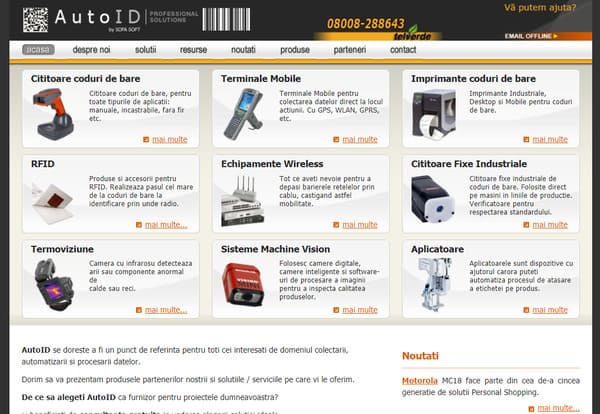 AutoID
by SOFA SOFT
PROFESSIONAL
SOLUTIONS
08008-288643
telverde
Vă putem ajuta?
EMAIL OFFLINE
acasa despre noi solutii resurse noutati produse parteneri contact
Cititoare coduri de bare
Cititoare coduri de bare, pentru
toate tipurile de aplicatii:
manuale, incastrabile, fara fir
etc.
mai multe
Terminale Mobile
Terminale Mobile pentru
colectarea datelor direct la locul
actiunii. Cu GPS, WLAN, GPRS,
etc.
mai multe
Imprimante coduri de bare
Imprimante Industriale,
Desktop si Mobile pentru coduri
de bare.
mai multe
RFID
Produse si accesorii pentru
RFID. Realizeaza pasul cel mare
de la coduri de bare la
identificare prin unde radio.
mai multe...
Echipamente Wireless
Tot ce aveti nevoie pentru a
depasi barierele retelelor prin
cablu, castigand astfel
mobilitate.
mai multe...
Cititoare Fixe Industriale
Cititoare fixe industriale de
coduri de bare. Folosite direct
pe masini in liniile de productie.
Verificatoare pentru
respectarea standardului.
mai multe...
Termoviziune
Camera cu infrarosu detecteaza
arii sau componente anormal
de
calde sau reci.
mai multe...
Sisteme Machine Vision
Folosesc camere digitale,
camere inteligente si software-
uri de procesare a imaginii
pentru a inspecta calitatea
produselor.
mai multe...
Aplicatoare
Aplicatoarele sunt dispozitive cu
ajutorul carora puteti
automatiza procesul de atasare
a etichetei pe produs.
mai multe...
AutoID se doreste a fi un punct de referinta pentru toti cei interesati de domeniul colectarii,
automatizarii si procesarii datelor.
Dorim sa va prezentam produsele partenerilor nostrii si solutiile / serviciile pe care vi le oferim.
De ce sa alegeti AutoID ca furnizor pentru proiectele dumneavoastra?
Noutati
Motorola MC18 face parte din cea de-a cincea
generatie de solutii Personal Shopping.